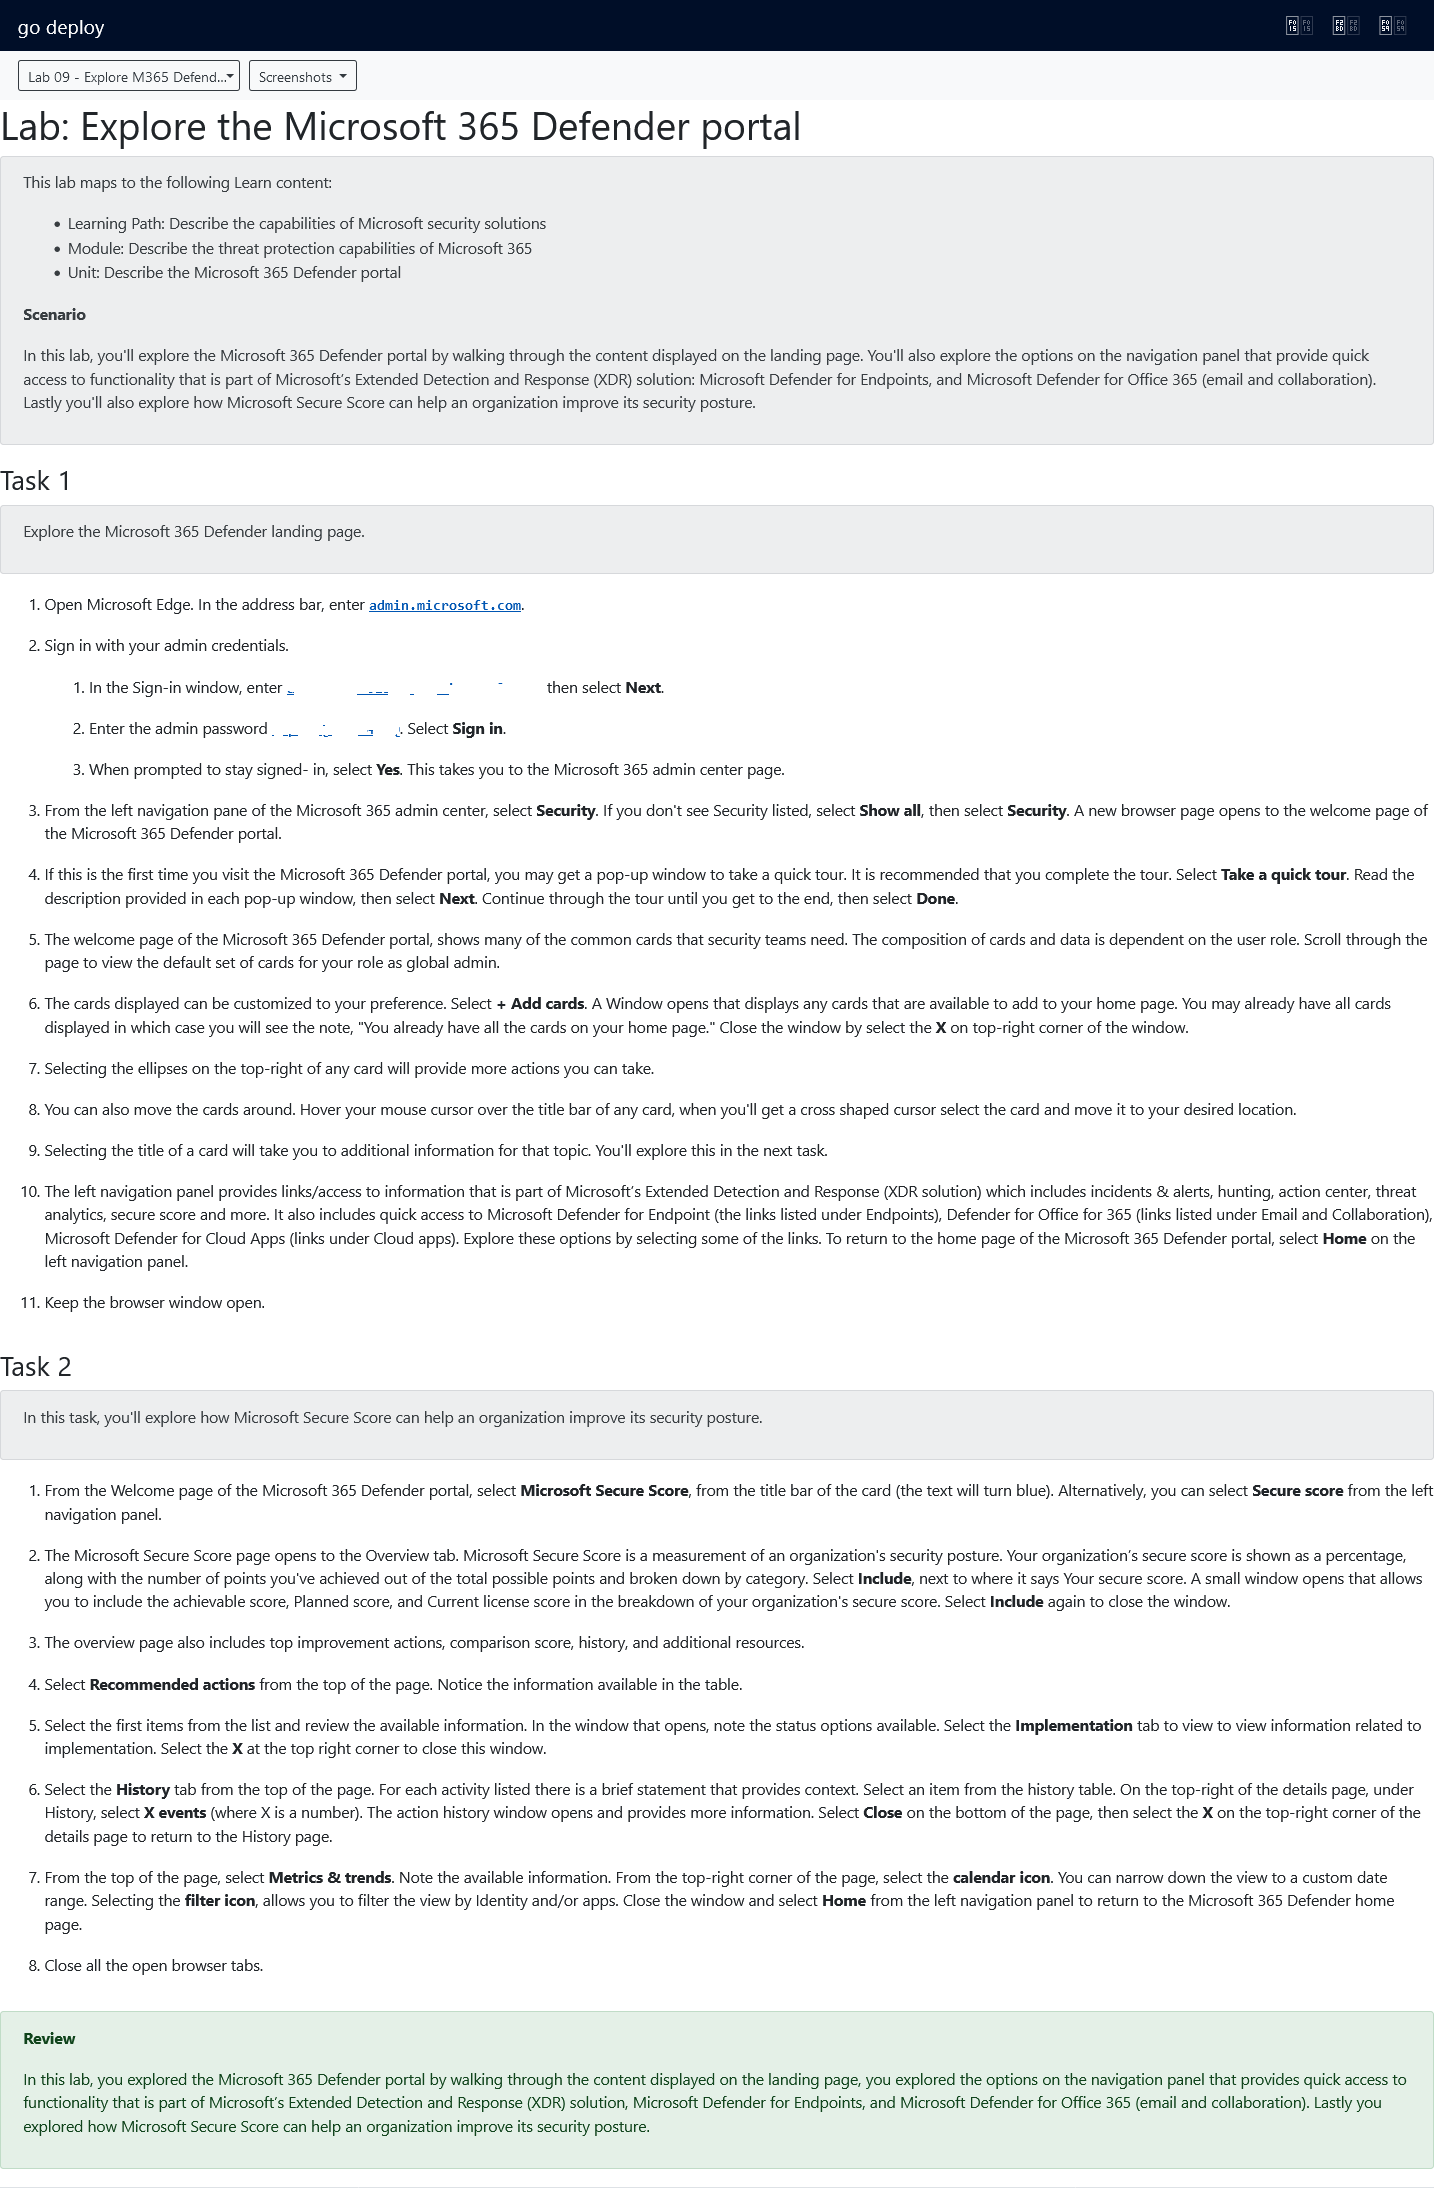 go deploy
Lab 09 - Explore M365 Defend... Screenshots
Lab: Explore the Microsoft 365 Defender portal
This lab maps to the following Learn content:
• Learning Path: Describe the capabilities of Microsoft security solutions
• Module: Describe the threat protection capabilities of Microsoft 365
• Unit: Describe the Microsoft 365 Defender portal
Scenario
In this lab, you'll explore the Microsoft 365 Defender portal by walking through the content displayed on the landing page. You'll also explore the options on the navigation panel that provide quick
access to functionality that is part of Microsoft’s Extended Detection and Response (XDR) solution: Microsoft Defender for Endpoints, and Microsoft Defender for Office 365 (email and collaboration).
Lastly you'll also explore how Microsoft Secure Score can help an organization improve its security posture.
Task 1
Explore the Microsoft 365 Defender landing page.
1. Open Microsoft Edge. In the address bar, enter admin.microsoft.com.
2. Sign in with your admin credentials.
1. In the Sign-in window, enter then select Next.
2. Enter the admin password . Select Sign in.
3. When prompted to stay signed- in, select Yes. This takes you to the Microsoft 365 admin center page.
3. From the left navigation pane of the Microsoft 365 admin center, select Security. If you don't see Security listed, select Show all, then select Security. A new browser page opens to the welcome page of
the Microsoft 365 Defender portal.
4. If this is the first time you visit the Microsoft 365 Defender portal, you may get a pop-up window to take a quick tour. It is recommended that you complete the tour. Select Take a quick tour. Read the
description provided in each pop-up window, then select Next. Continue through the tour until you get to the end, then select Done.
5. The welcome page of the Microsoft 365 Defender portal, shows many of the common cards that security teams need. The composition of cards and data is dependent on the user role. Scroll through the
page to view the default set of cards for your role as global admin.
6. The cards displayed can be customized to your preference. Select + Add cards. A Window opens that displays any cards that are available to add to your home page. You may already have all cards
displayed in which case you will see the note, "You already have all the cards on your home page." Close the window by select the X on top-right corner of the window.
7. Selecting the ellipses on the top-right of any card will provide more actions you can take.
8. You can also move the cards around. Hover your mouse cursor over the title bar of any card, when you'll get a cross shaped cursor select the card and move it to your desired location.
9. Selecting the title of a card will take you to additional information for that topic. You'll explore this in the next task.
10. The left navigation panel provides links/access to information that is part of Microsoft’s Extended Detection and Response (XDR solution) which includes incidents & alerts, hunting, action center, threat
analytics, secure score and more. It also includes quick access to Microsoft Defender for Endpoint (the links listed under Endpoints), Defender for Office for 365 (links listed under Email and Collaboration),
Microsoft Defender for Cloud Apps (links under Cloud apps). Explore these options by selecting some of the links. To return to the home page of the Microsoft 365 Defender portal, select Home on the
left navigation panel.
11. Keep the browser window open.
Task 2
In this task, you'll explore how Microsoft Secure Score can help an organization improve its security posture.
1. From the Welcome page of the Microsoft 365 Defender portal, select Microsoft Secure Score, from the title bar of the card (the text will turn blue). Alternatively, you can select Secure score from the left
navigation panel.
2. The Microsoft Secure Score page opens to the Overview tab. Microsoft Secure Score is a measurement of an organization's security posture. Your organization’s secure score is shown as a percentage,
along with the number of points you've achieved out of the total possible points and broken down by category. Select Include, next to where it says Your secure score. A small window opens that allows
you to include the achievable score, Planned score, and Current license score in the breakdown of your organization's secure score. Select Include again to close the window.
3. The overview page also includes top improvement actions, comparison score, history, and additional resources.
4. Select Recommended actions from the top of the page. Notice the information available in the table.
5. Select the first items from the list and review the available information. In the window that opens, note the status options available. Select the Implementation tab to view to view information related to
implementation. Select the X at the top right corner to close this window.
6. Select the History tab from the top of the page. For each activity listed there is a brief statement that provides context. Select an item from the history table. On the top-right of the details page, under
History, select X events (where X is a number). The action history window opens and provides more information. Select Close on the bottom of the page, then select the X on the top-right corner of the
details page to return to the History page.
7. From the top of the page, select Metrics & trends. Note the available information. From the top-right corner of the page, select the calendar icon. You can narrow down the view to a custom date
range. Selecting the filter icon, allows you to filter the view by Identity and/or apps. Close the window and select Home from the left navigation panel to return to the Microsoft 365 Defender home
page.
8. Close all the open browser tabs.
Review
In this lab, you explored the Microsoft 365 Defender portal by walking through the content displayed on the landing page, you explored the options on the navigation panel that provides quick access to
functionality that is part of Microsoft’s Extended Detection and Response (XDR) solution, Microsoft Defender for Endpoints, and Microsoft Defender for Office 365 (email and collaboration). Lastly you
explored how Microsoft Secure Score can help an organization improve its security posture.